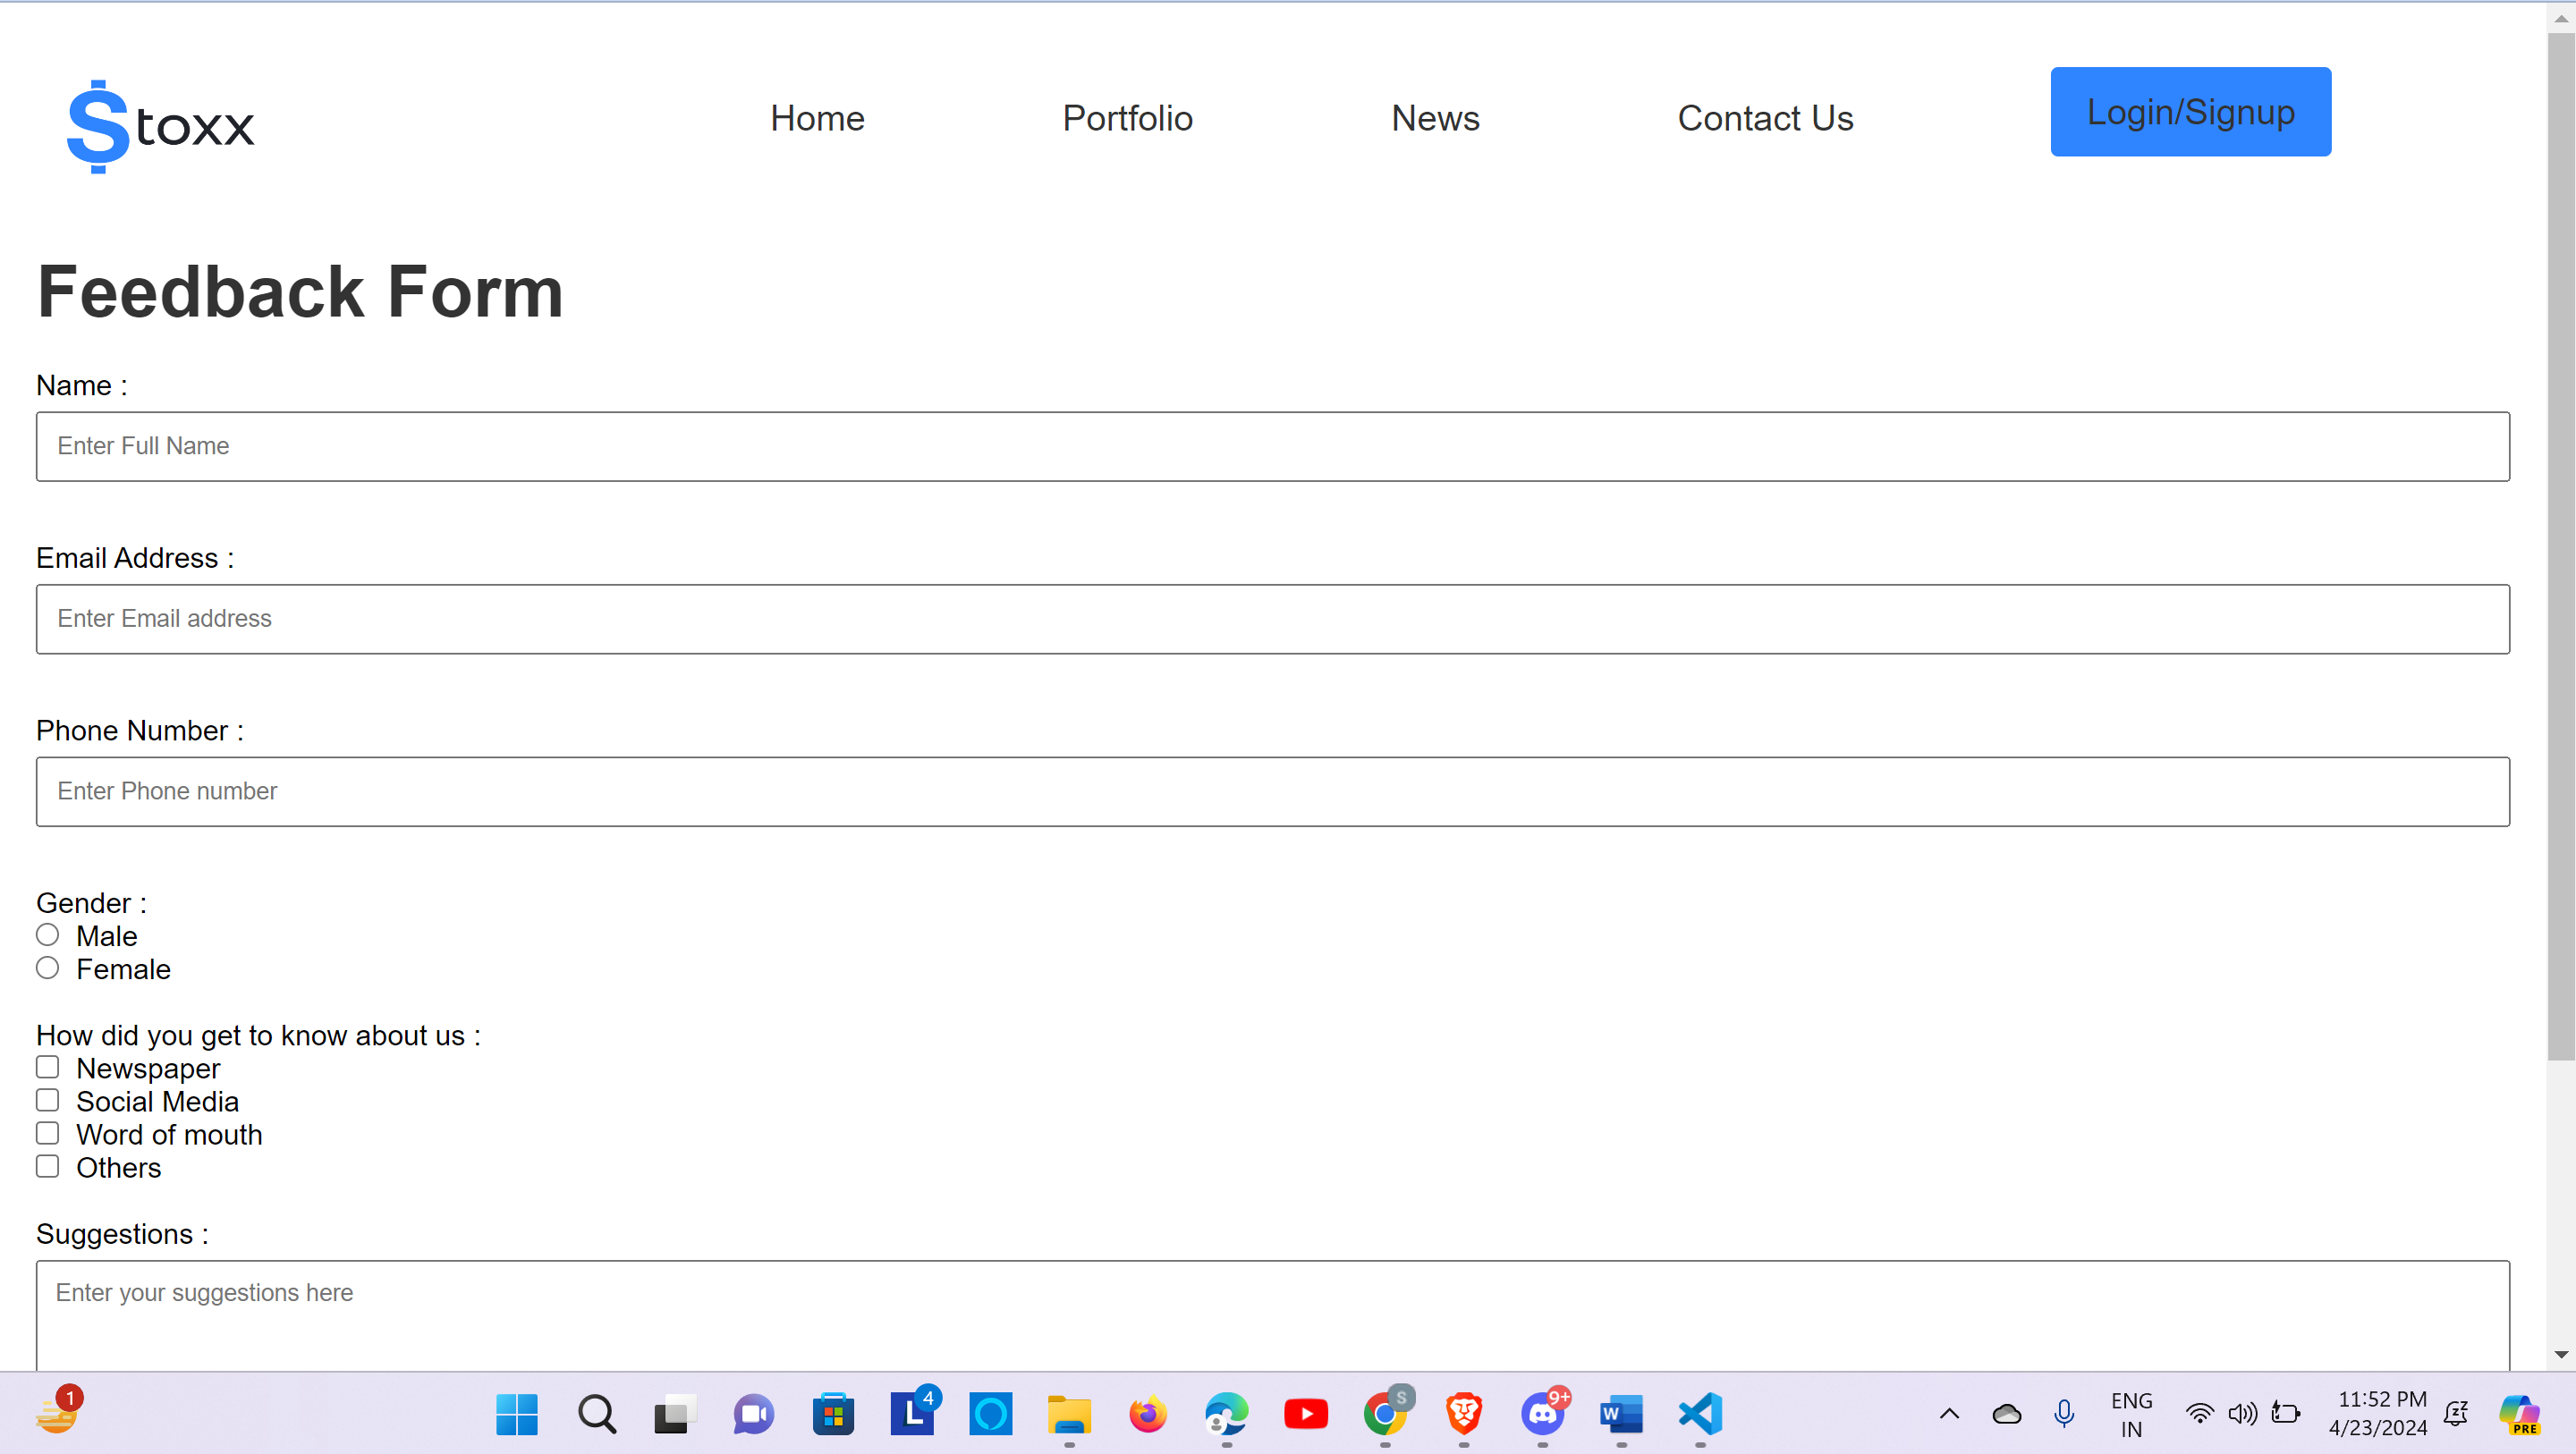 $toxx
Home Portfolio News Contact Us Login/Signup
Feedback Form
Name :
Enter Full Name
Email Address :
Enter Email address
Phone Number :
Enter Phone number
Gender :
Male
Female
How did you get to know about us :
Newspaper
Social Media
Word of mouth
Others
Suggestions :
Enter your suggestions here
1
L 4
S
9+
W
ENG
IN
11:52 PM
4/23/2024
zz
PRE